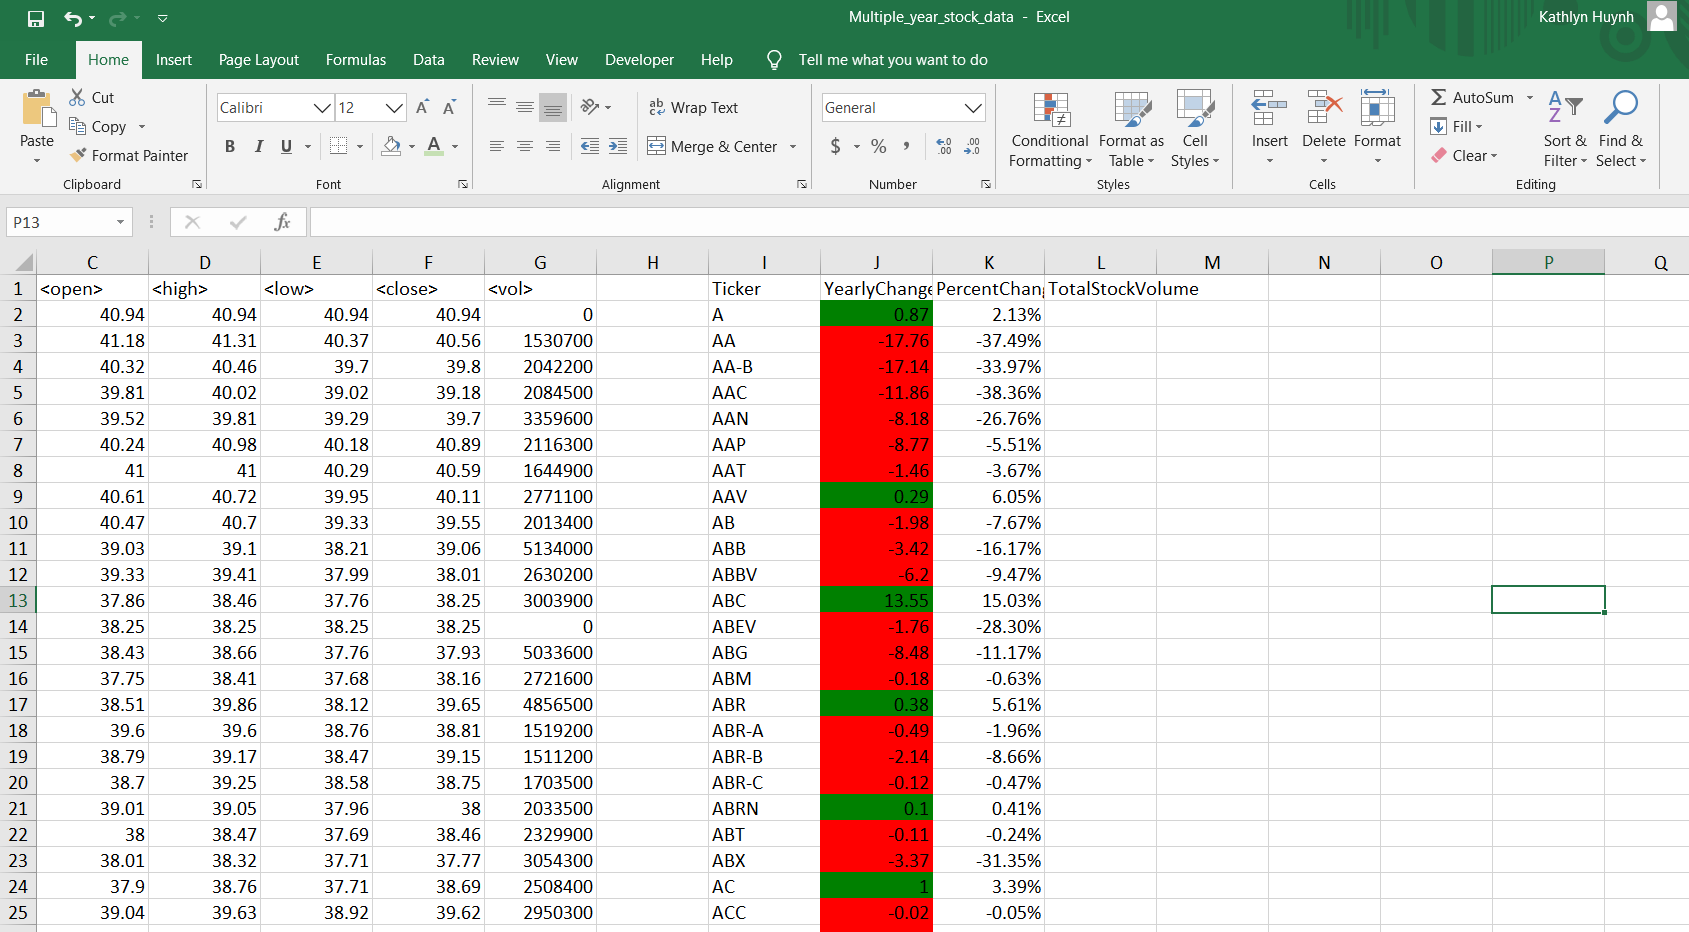 Multiple_year_stock_data - Excel
Kathlyn Huynh
File Home Insert Page Layout Formulas Data Review View Developer Help Tell me what you want to do
Paste
Cut
Copy
Format Painter
Clipboard
Calibri 12 A A
B I U A
Font
ab Wrap Text
Merge & Center
Alignment
General
$ % ,
Number
Conditional Formatting
Format as Table
Cell Styles
Styles
Insert
Delete
Format
Cells
AutoSum
Fill
Clear
Sort & Filter
Find & Select
Editing
P13 fx
C D E F G H I J K L M N O P Q
1 <open> <high> <low> <close> <vol> Ticker YearlyChange PercentChan TotalStockVolume
2 40.94 40.94 40.94 40.94 0 A 0.87 2.13%
3 41.18 41.31 40.37 40.56 1530700 AA -17.76 -37.49%
4 40.32 40.46 39.7 39.8 2042200 AA-B -17.14 -33.97%
5 39.81 40.02 39.02 39.18 2084500 AAC -11.86 -38.36%
6 39.52 39.81 39.29 39.7 3359600 AAN -8.18 -26.76%
7 40.24 40.98 40.18 40.89 2116300 AAP -8.77 -5.51%
8 41 41 40.29 40.59 1644900 AAT -1.46 -3.67%
9 40.61 40.72 39.95 40.11 2771100 AAV 0.29 6.05%
10 40.47 40.7 39.33 39.55 2013400 AB -1.98 -7.67%
11 39.03 39.1 38.21 39.06 5134000 ABB -3.42 -16.17%
12 39.33 39.41 37.99 38.01 2630200 ABBV -6.2 -9.47%
13 37.86 38.46 37.76 38.25 3003900 ABC 13.55 15.03%
14 38.25 38.25 38.25 38.25 0 ABEV -1.76 -28.30%
15 38.43 38.66 37.76 37.93 5033600 ABG -8.48 -11.17%
16 37.75 38.41 37.68 38.16 2721600 ABM -0.18 -0.63%
17 38.51 39.86 38.12 39.65 4856500 ABR 0.38 5.61%
18 39.6 39.6 38.76 38.81 1519200 ABR-A -0.49 -1.96%
19 38.79 39.17 38.47 39.15 1511200 ABR-B -2.14 -8.66%
20 38.7 39.25 38.58 38.75 1703500 ABR-C -0.12 -0.47%
21 39.01 39.05 37.96 38 2033500 ABRN 0.1 0.41%
22 38 38.47 37.69 38.46 2329900 ABT -0.11 -0.24%
23 38.01 38.32 37.71 37.77 3054300 ABX -3.37 -31.35%
24 37.9 38.76 37.71 38.69 2508400 AC 1 3.39%
25 39.04 39.63 38.92 39.62 2950300 ACC -0.02 -0.05%